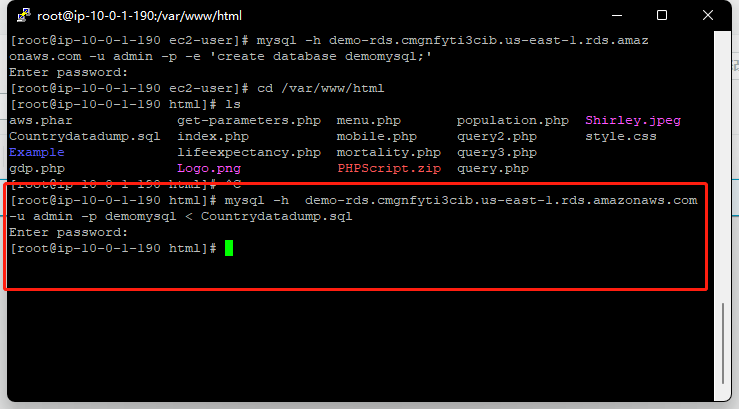 root@ip-10-0-1-190:/var/www/html
[root@ip-10-0-1-190 ec2-user]# mysql -h demo-rds.cmgnfyti3cib.us-east-1.rds.amaz
onaws.com -u admin -p -e 'create database demomysql;'
Enter password:
[root@ip-10-0-1-190 ec2-user]# cd /var/www/html
[root@ip-10-0-1-190 html]# ls
aws.phar get-parameters.php menu.php population.php Shirley.jpeg
Countrydatadump.sql index.php mobile.php query2.php style.css
Example lifeexpectancy.php mortality.php query3.php
gdp.php Logo.png PHPScript.zip query.php
[root@ip-10-0-1-190 html]# ^C
[root@ip-10-0-1-190 html]# mysql -h  demo-rds.cmgnfyti3cib.us-east-1.rds.amazonaws.com
-u admin -p demomysql < Countrydatadump.sql
Enter password:
[root@ip-10-0-1-190 html]#